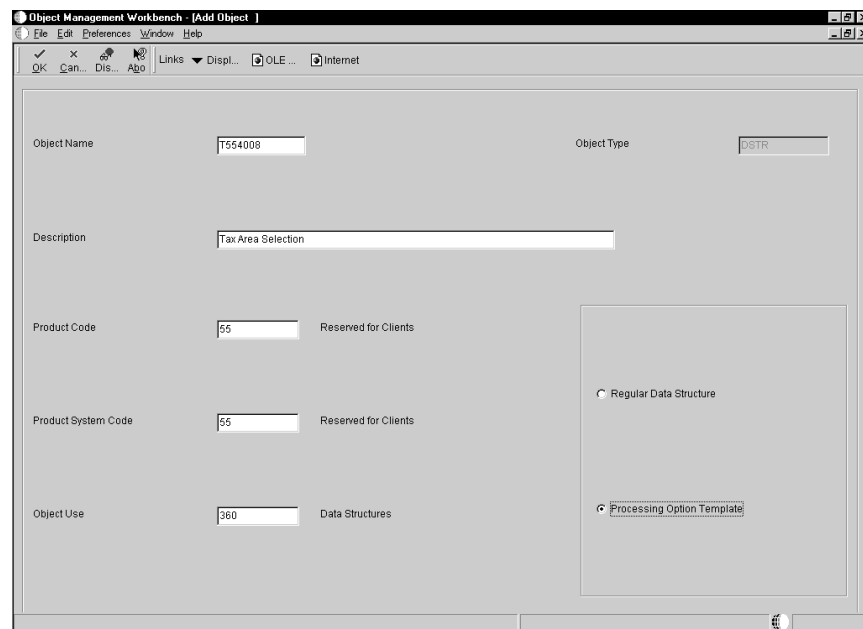 Object Management Workbench - [Add Object ]
File Edit Preferences Window Help
OK Can... Dis... Abo Links Displ... OLE ... Internet
Object Name T554008 Object Type DSTR
Description Tax Area Selection
Product Code 55 Reserved for Clients
Regular Data Structure
Product System Code 55 Reserved for Clients
Object Use 360 Data Structures
Processing Option Template